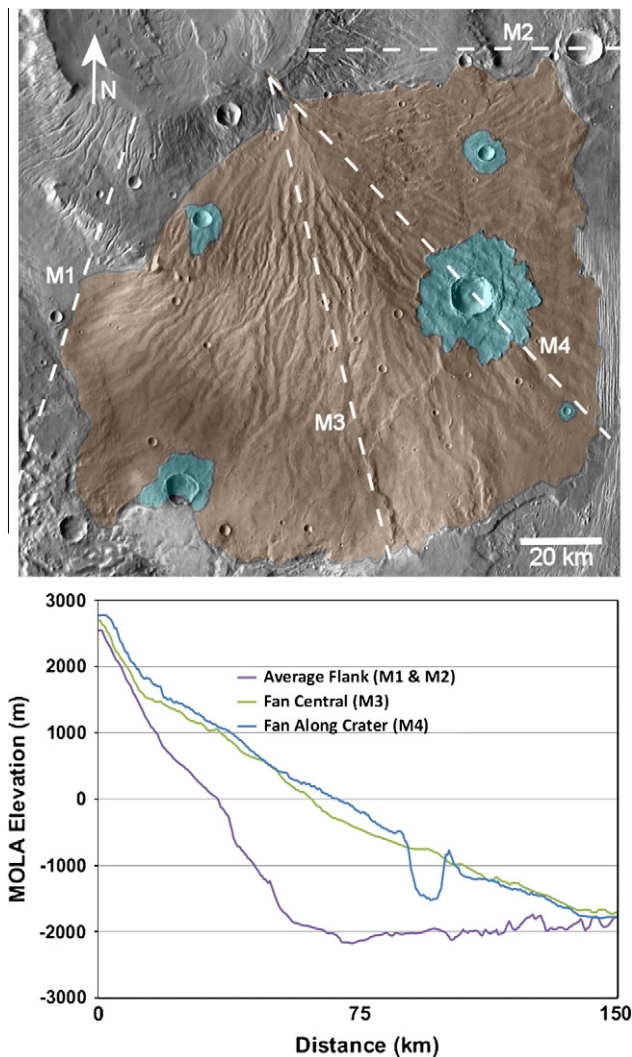 M2
N
M1
M4
M3
20 km
3000
2000
1000
0
-1000
-2000
-3000
MOLA Elevation (m)
Average Flank (M1 & M2)
Fan Central (M3)
Fan Along Crater (M4)
0
75
150
Distance (km)